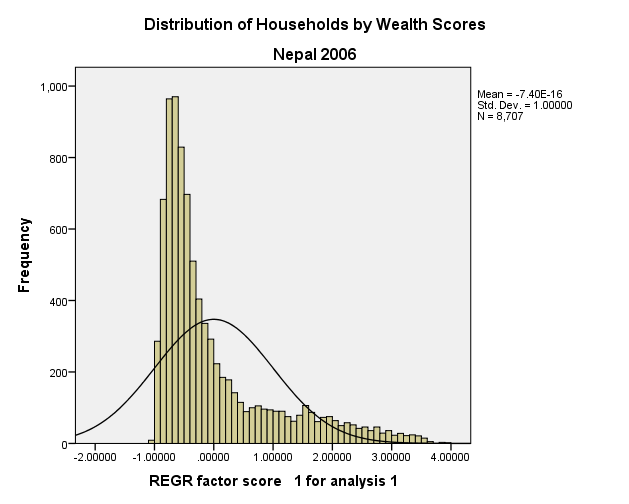 Distribution of Households by Wealth Scores
Nepal 2006
Mean = -7.40E-16
Std. Dev. = 1.00000
N = 8,707
Frequency
1,000
800
600
400
200
0
-2.00000 -1.00000 .00000 1.00000 2.00000 3.00000 4.00000
REGR factor score 1 for analysis 1